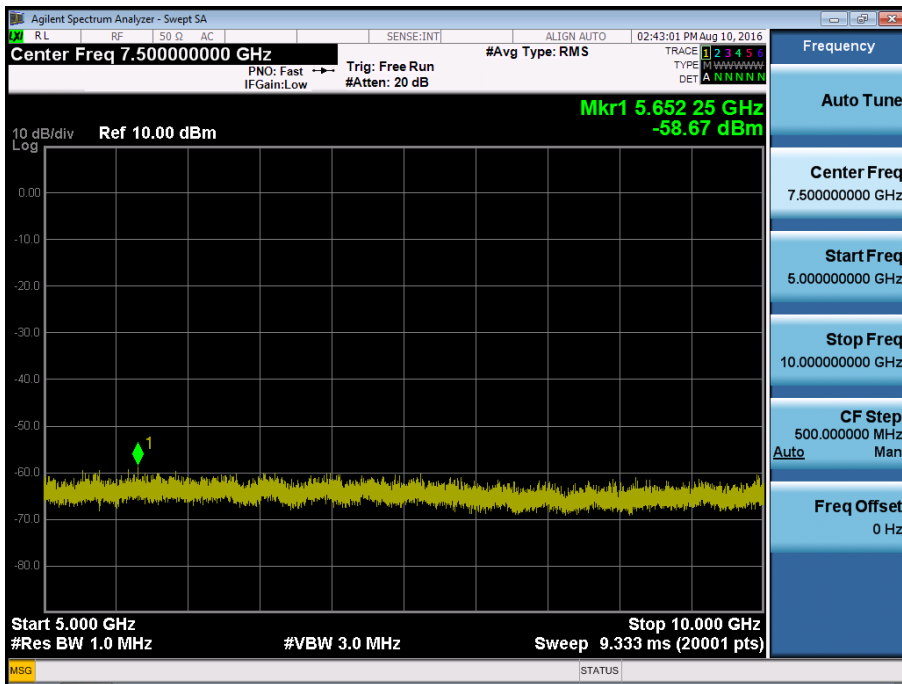 Agilent Spectrum Analyzer - Swept SA
LXI RL RF 50 Ω AC SENSE:INT ALIGN AUTO 02:43:01 PM Aug 10, 2016
Center Freq 7.500000000 GHz
PNO: Fast
IFGain:Low
Trig: Free Run
#Atten: 20 dB
#Avg Type: RMS
TRACE 1 2 3 4 5 6
TYPE M W W W W W
DET A N N N N N
Mkr1 5.652 25 GHz
-58.67 dBm
10 dB/div Ref 10.00 dBm
Log
0.00
-10.0
-20.0
-30.0
-40.0
-50.0
-60.0
-70.0
-80.0
1
Start 5.000 GHz Stop 10.000 GHz
#Res BW 1.0 MHz #VBW 3.0 MHz Sweep 9.333 ms (20001 pts)
MSG STATUS
Frequency
Auto Tune
Center Freq
7.500000000 GHz
Start Freq
5.000000000 GHz
Stop Freq
10.000000000 GHz
CF Step
500.000000 MHz
Auto Man
Freq Offset
0 Hz